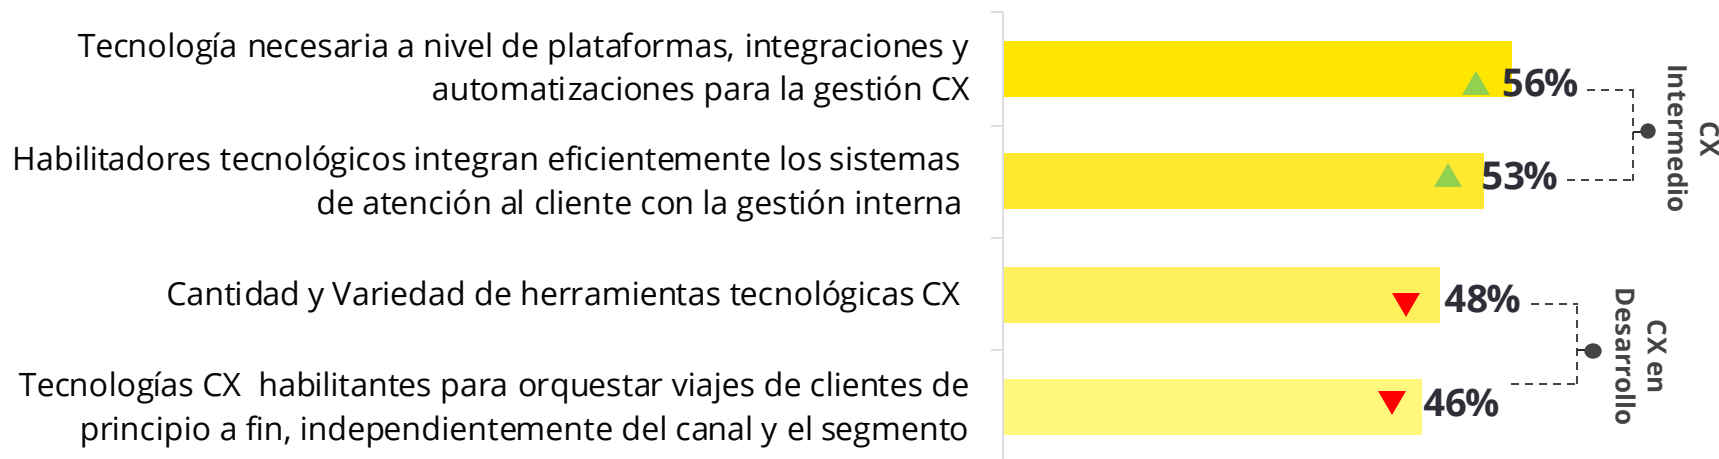 Tecnología necesaria a nivel de plataformas, integraciones y
automatizaciones para la gestión CX
56%
Habilitadores tecnológicos integran eficientemente los sistemas
de atención al cliente con la gestión interna
53%
CX
Intermedio
Cantidad y Variedad de herramientas tecnológicas CX
48%
Tecnologías CX habilitantes para orquestar viajes de clientes de
principio a fin, independientemente del canal y el segmento
46%
CX en
Desarrollo